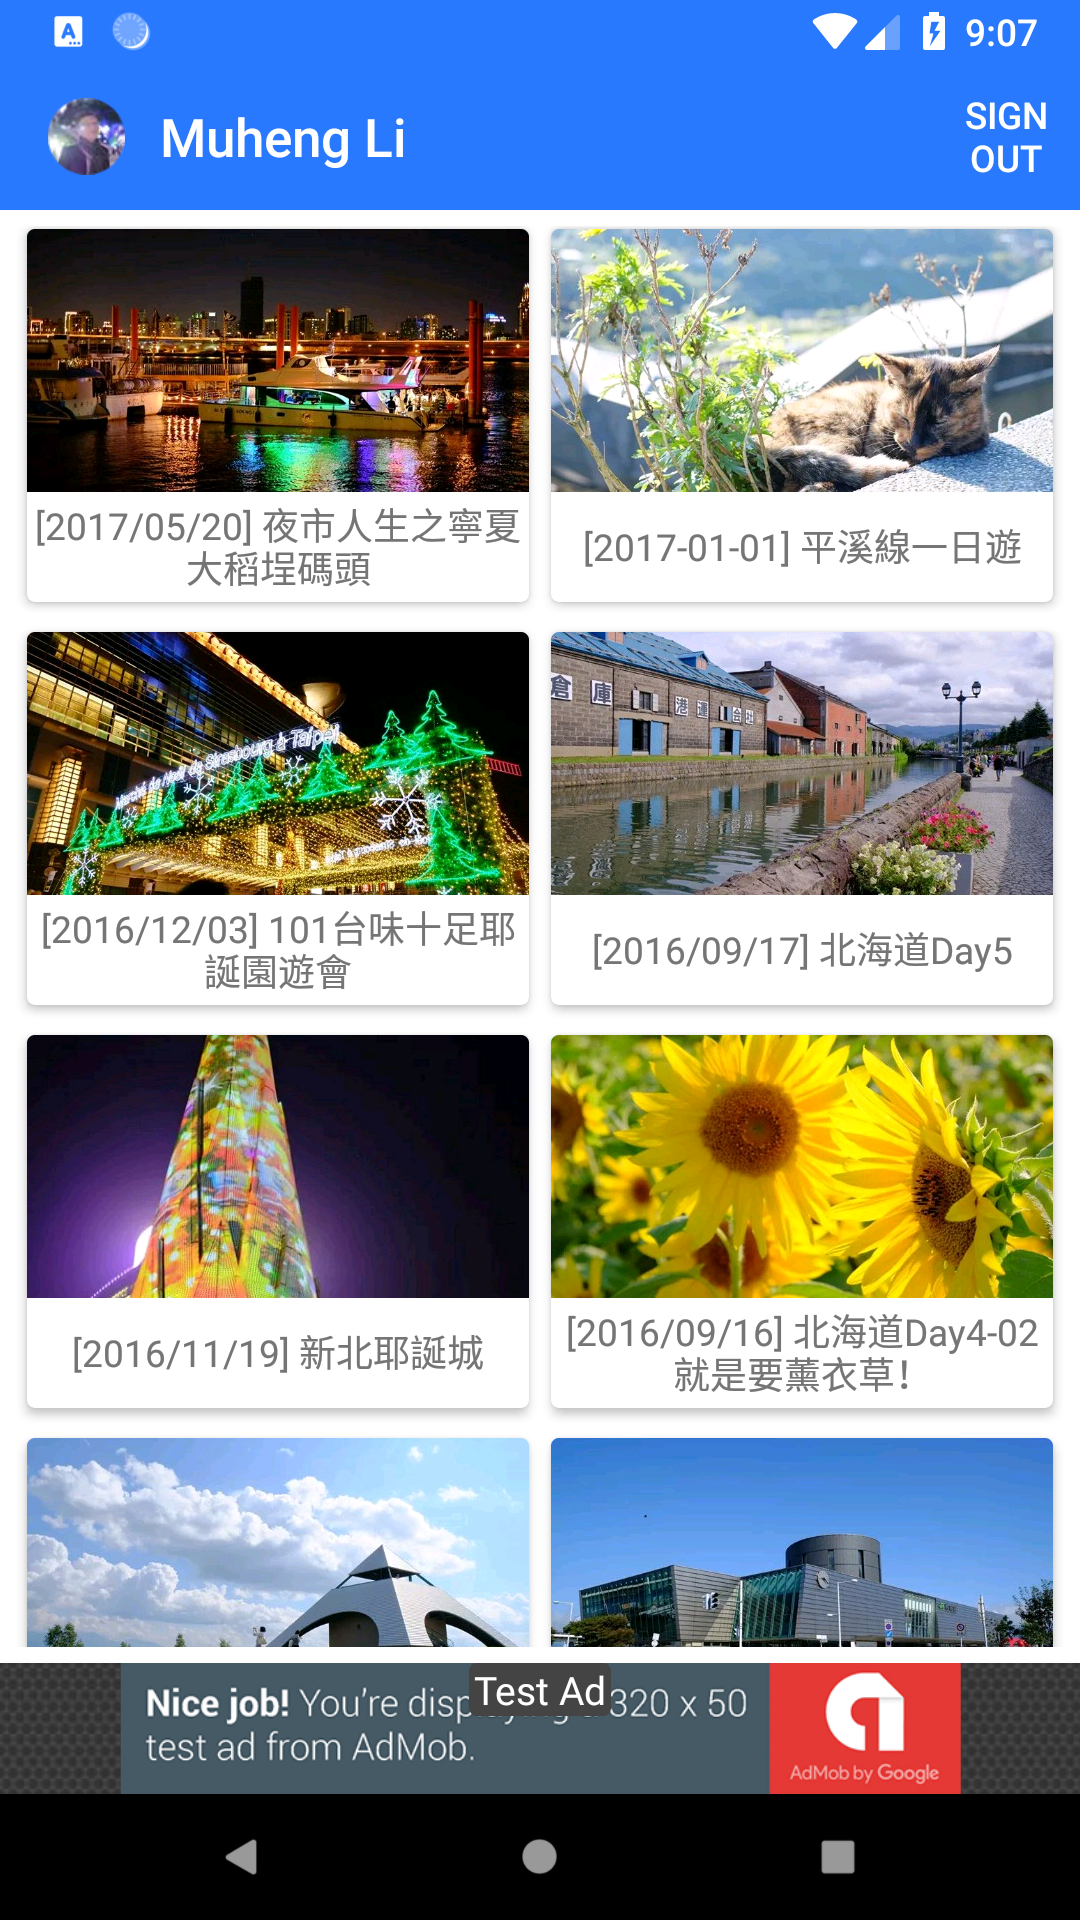 9:07
Muheng Li
SIGN
OUT
[2017/05/20] 夜市人生之寧夏
大稻埕碼頭
[2017-01-01] 平溪線一日遊
Marché de Noël de Strasbourg à Taipei
倉庫 港運会社
[2016/12/03] 101台味十足耶
誕園遊會
[2016/09/17] 北海道Day5
[2016/11/19] 新北耶誕城
[2016/09/16] 北海道Day4-02
就是要薰衣草!
Test Ad
Nice job! You're 320 x 50
test ad from AdMob.
AdMob by Google